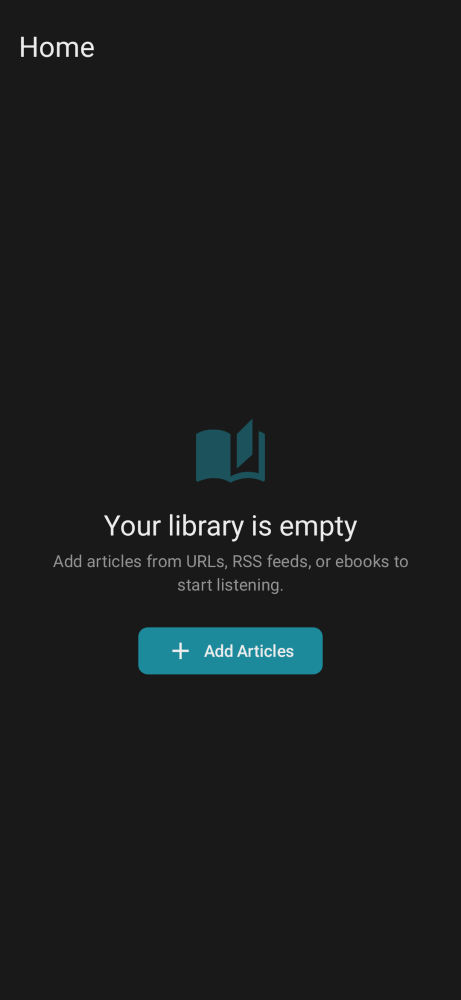 Home
Your library is empty
Add articles from URLs, RSS feeds, or ebooks to
start listening.
Add Articles